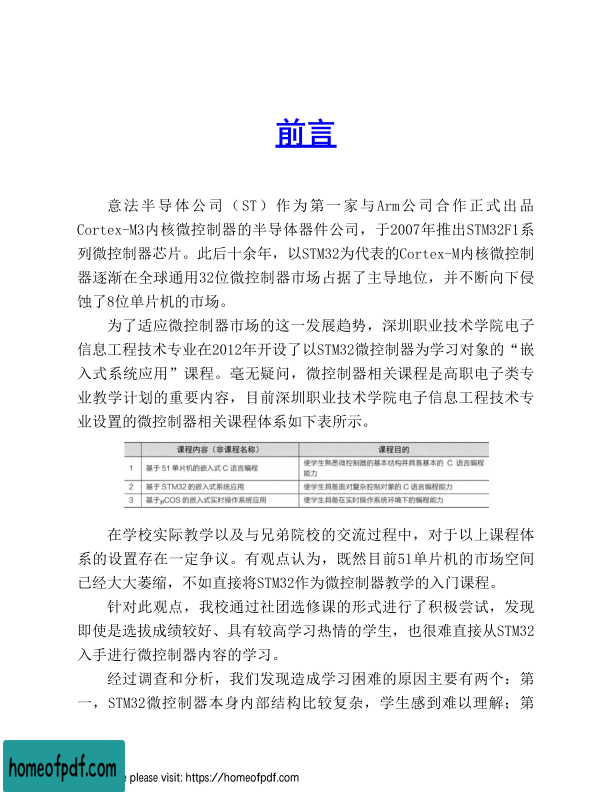 前言
意法半导体公司（ST）作为第一家与Arm公司合作正式出品
Cortex-M3内核微控制器的半导体器件公司，于2007年推出STM32F1系
列微控制器芯片。此后十余年，以STM32为代表的Cortex-M内核微控制
器逐渐在全球通用32位微控制器市场占据了主导地位，并不断向下侵
蚀了8位单片机的市场。
为了适应微控制器市场的这一发展趋势，深圳职业技术学院电子
信息工程技术专业在2012年开设了以STM32微控制器为学习对象的“嵌
入式系统应用”课程。毫无疑问，微控制器相关课程是高职电子类专
业教学计划的重要内容，目前深圳职业技术学院电子信息工程技术专
业设置的微控制器相关课程体系如下表所示。
课程内容（非课程名称） 课程目的
1 基于 51 单片机的嵌入式 C 语言编程 使学生熟悉微控制器的基本结构并具备基本的 C 语言编程
能力
2 基于 STM32 的嵌入式系统应用 使学生具备面对复杂控制对象的 C 语言编程能力
3 基于μCOS 的嵌入式实时操作系统应用 使学生具备在实时操作系统环境下的编程能力
在学校实际教学以及与兄弟院校的交流过程中，对于以上课程体
系的设置存在一定争议。有观点认为，既然目前51单片机的市场空间
已经大大萎缩，不如直接将STM32作为微控制器教学的入门课程。
针对此观点，我校通过社团选修课的形式进行了积极尝试，发现
即使是选拔成绩较好、具有较高学习热情的学生，也很难直接从STM32
入手进行微控制器内容的学习。
经过调查和分析，我们发现造成学习困难的原因主要有两个：第
一，STM32微控制器本身内部结构比较复杂，学生感到难以理解；第
homeofpdf.com
e please visit: https://homeofpdf.com